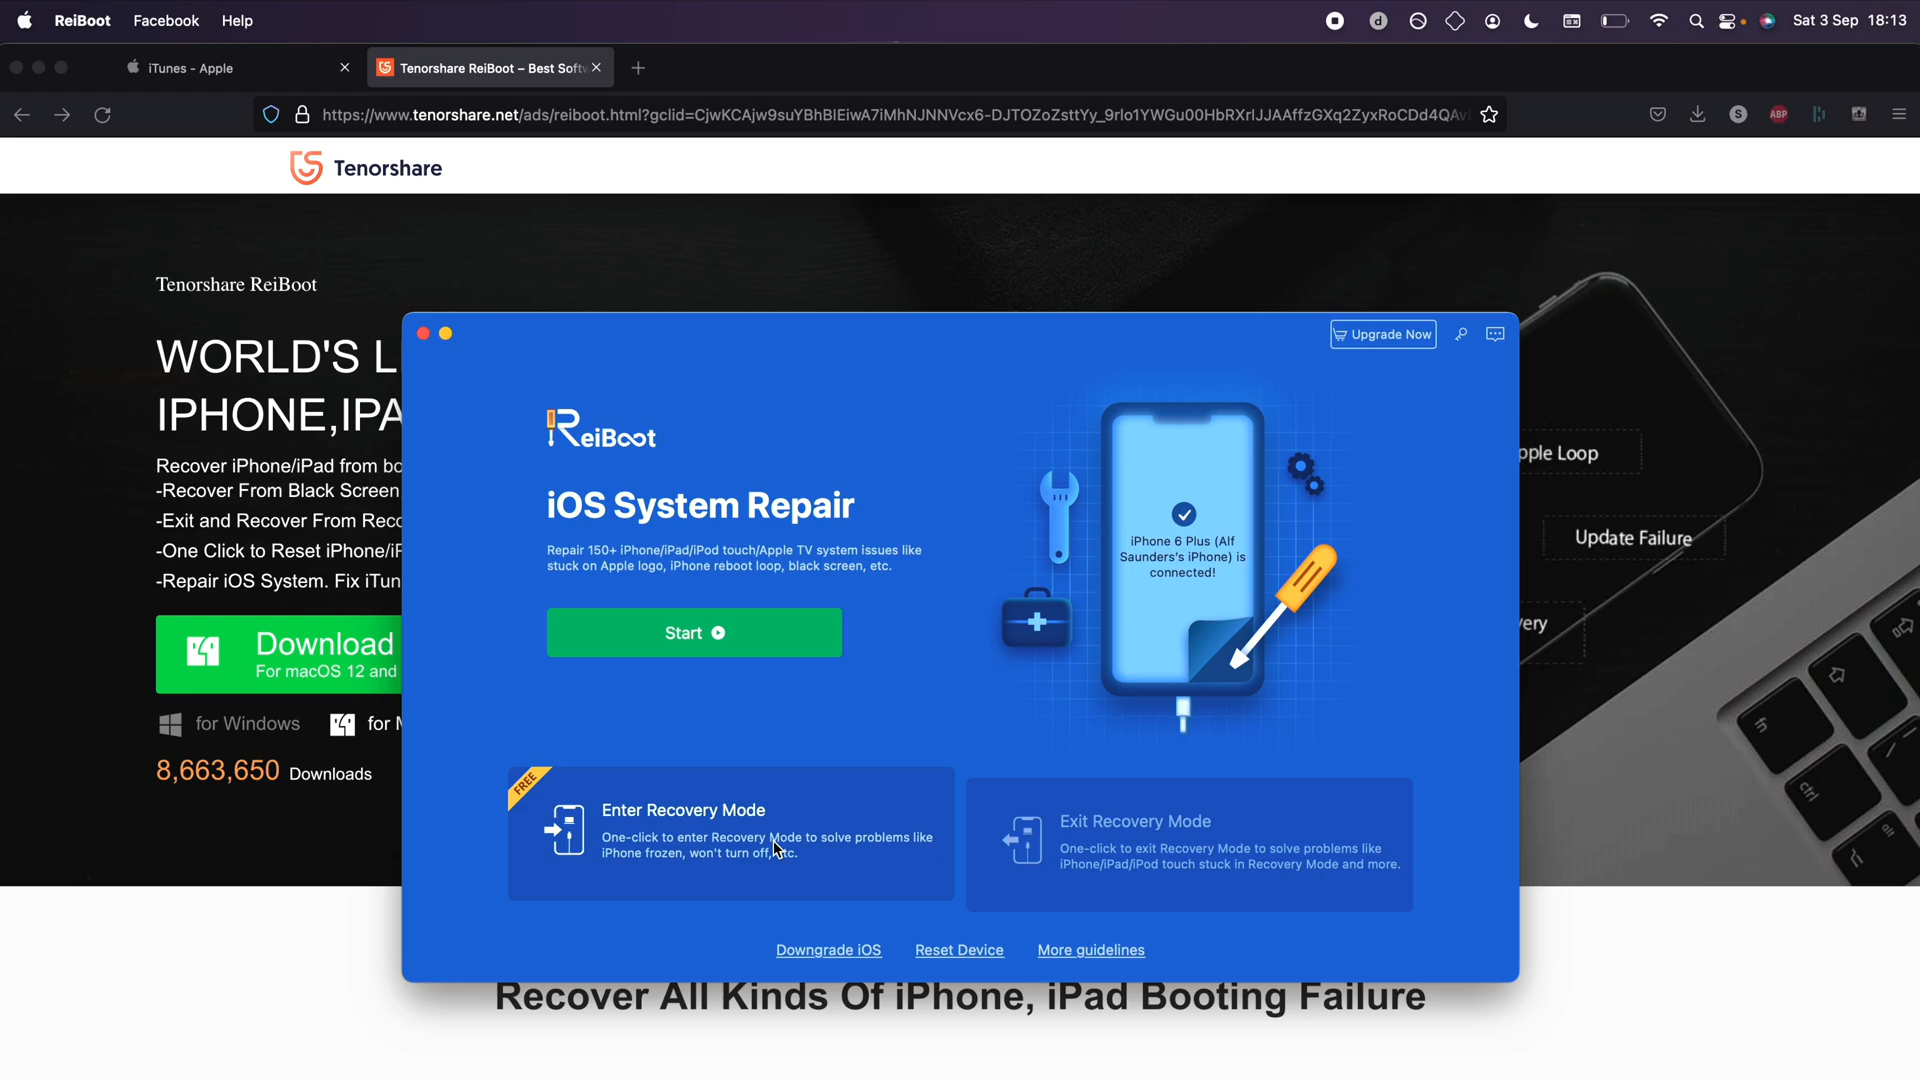 ReiBoot Facebook Help
Sat 3 Sep 18:13
iTunes - Apple
Tenorshare ReiBoot – Best Softw
https://www.tenorshare.net/ads/reiboot.html?gclid=CjwKCAjw9suYBhBIEiwA7iMhNJNNVcx6-DJTOZoZsttYy_9rlo1YWGu00HbRXrIJJAAffzGXq2ZyxRoCDd4QAv
S
ABP
Tenorshare
Tenorshare ReiBoot
WORLD'S L
IPHONE,IPA
Recover iPhone/iPad from bo
-Recover From Black Screen
-Exit and Recover From Reco
-One Click to Reset iPhone/iP
-Repair iOS System. Fix iTun
Download
For macOS 12 and
for Windows
for M
8,663,650 Downloads
Upgrade Now
ReiBoot
iOS System Repair
Repair 150+ iPhone/iPad/iPod touch/Apple TV system issues like
stuck on Apple logo, iPhone reboot loop, black screen, etc.
Start
iPhone 6 Plus (Alf
Saunders's iPhone) is
connected!
FREE
Enter Recovery Mode
One-click to enter Recovery Mode to solve problems like
iPhone frozen, won't turn off, etc.
Exit Recovery Mode
One-click to exit Recovery Mode to solve problems like
iPhone/iPad/iPod touch stuck in Recovery Mode and more.
Downgrade iOS
Reset Device
More guidelines
pple Loop
Update Failure
very
fn
ctrl
alt
Recover All Kinds Of iPhone, iPad Booting Failure